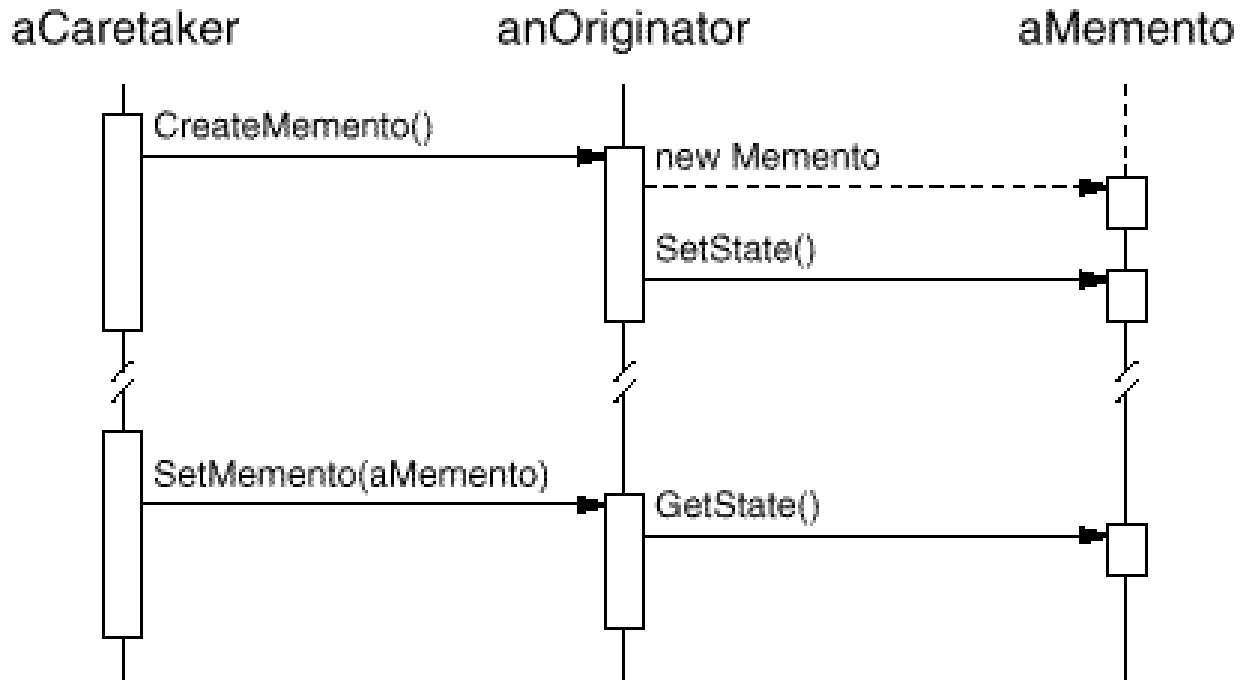 aCaretaker anOriginator aMemento
CreateMemento()
new Memento
SetState()
SetMemento(aMemento)
GetState()